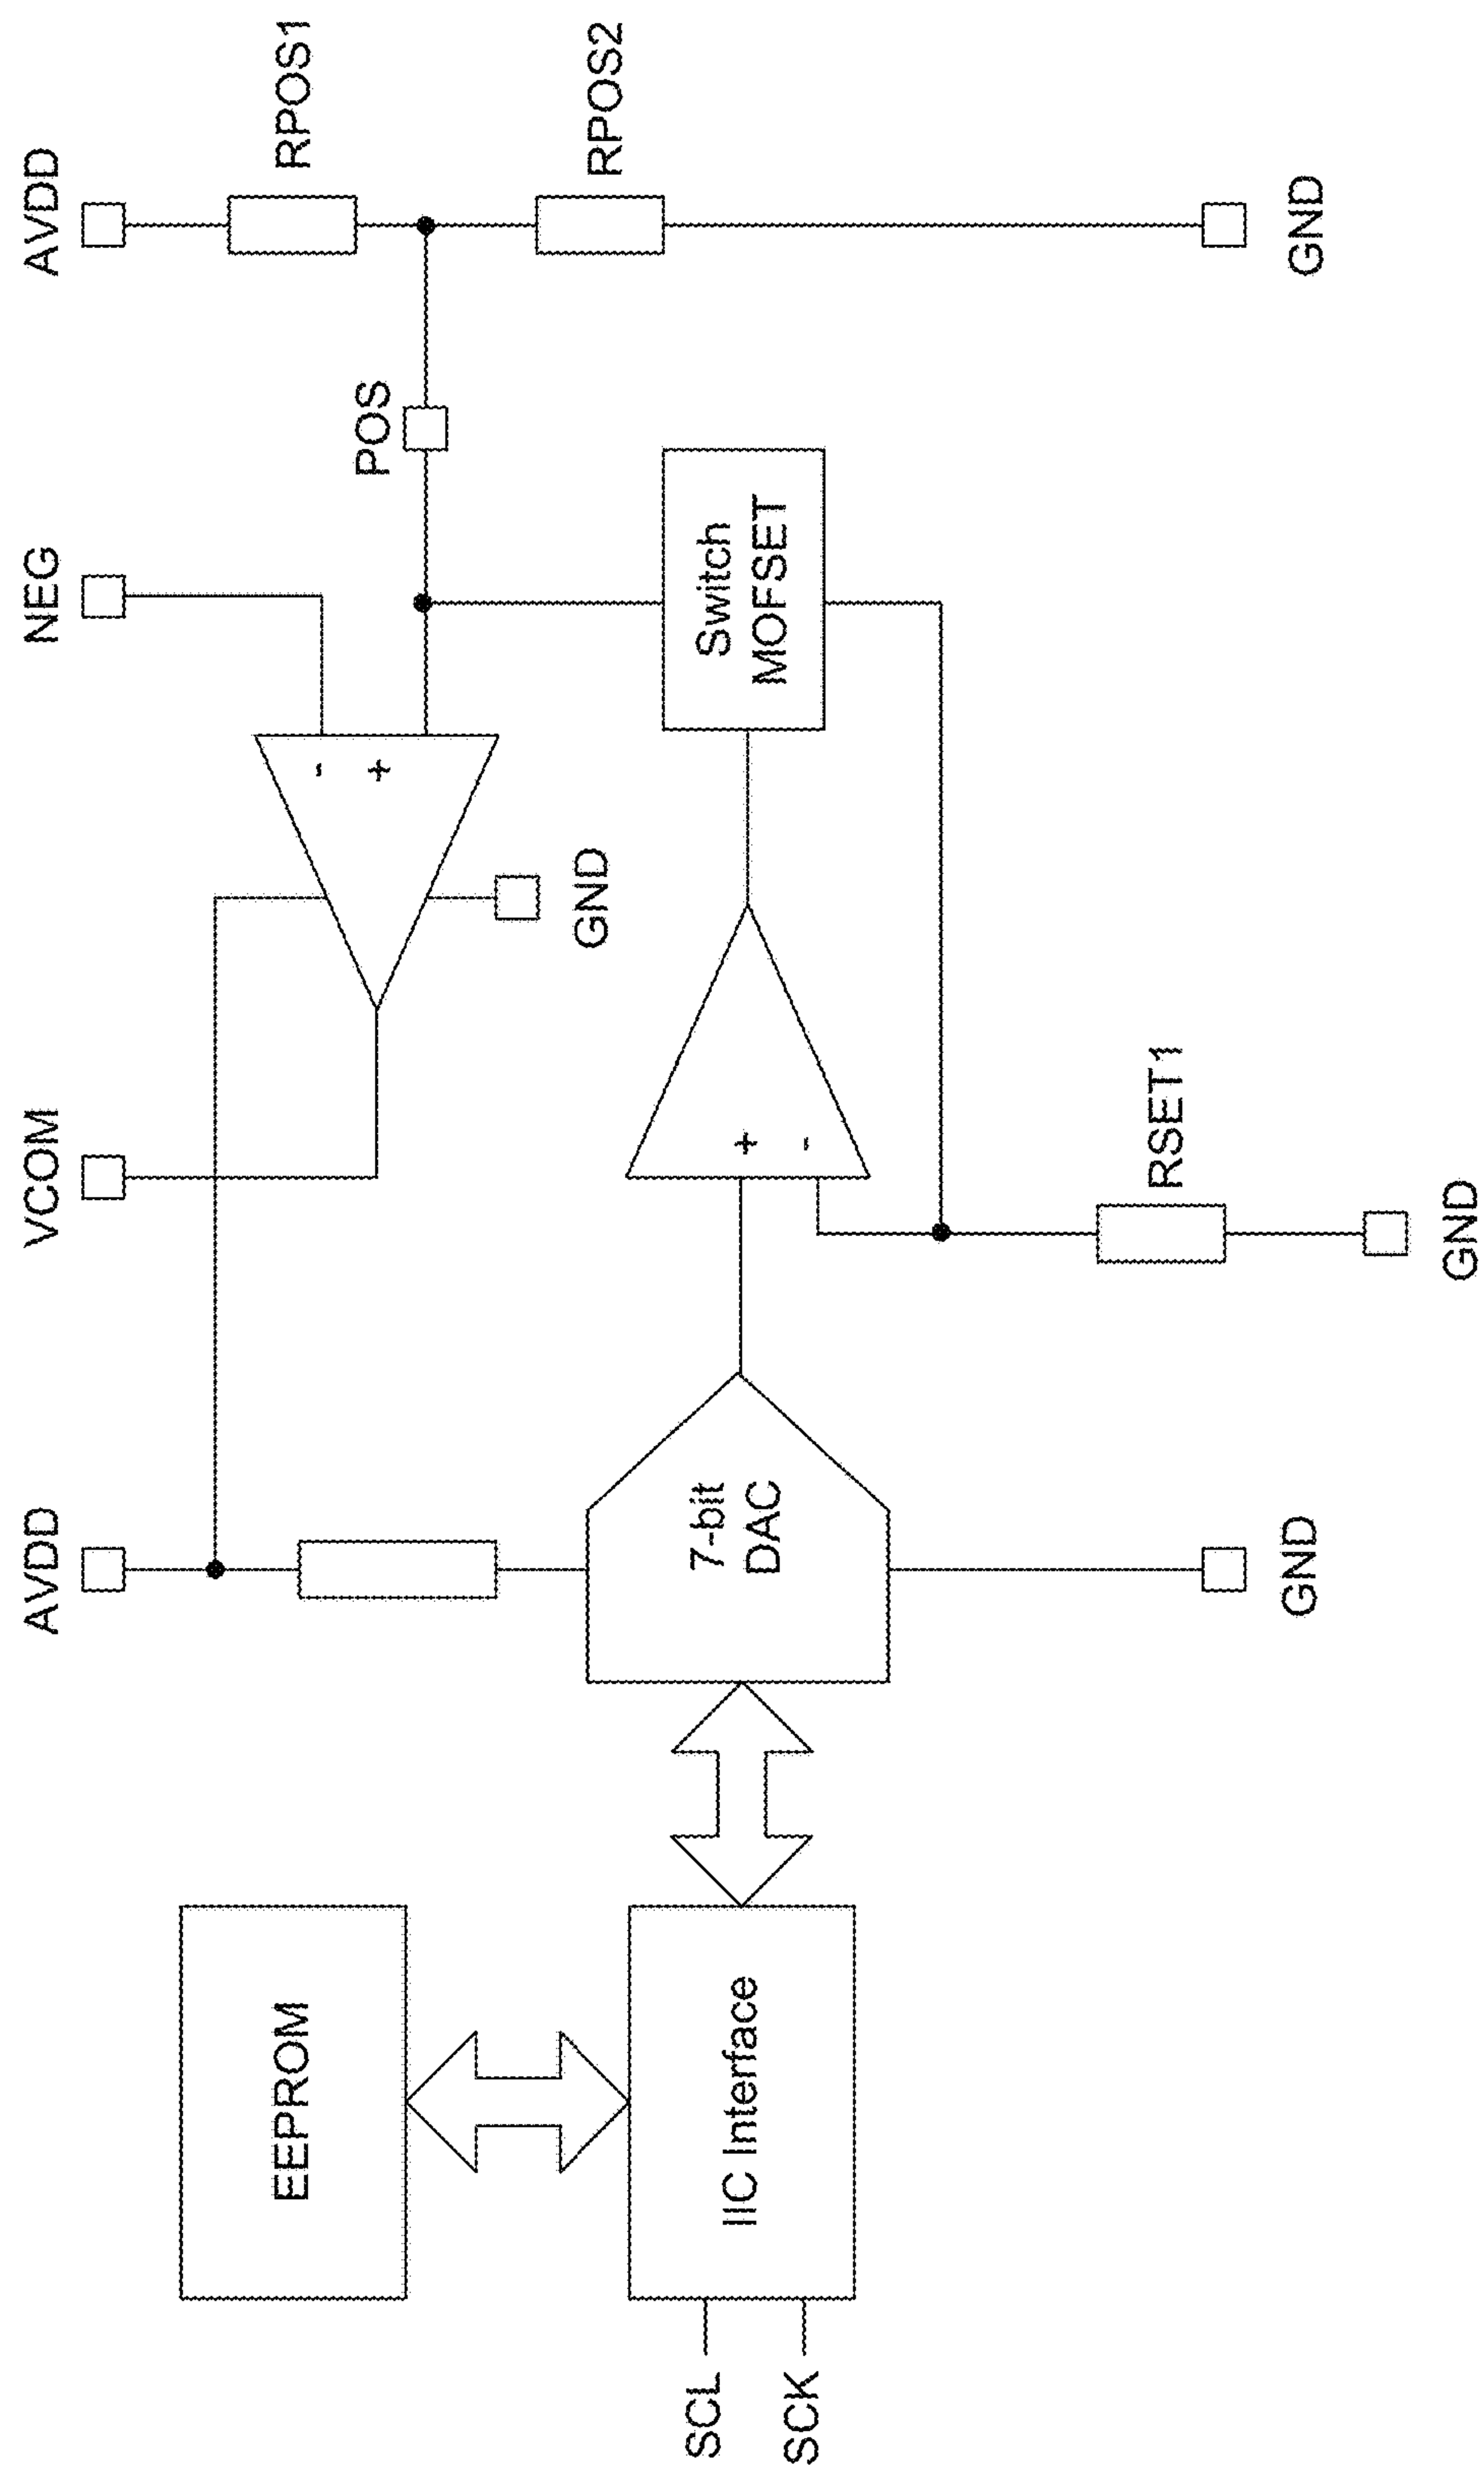 AVDD
VCOM
NEG
AVDD
EEPROM
RPOS1
-
+
POS
GND
RPOS2
SCL
SCK
IIC Interface
7-bit
DAC
+
-
Switch
MOFSET
RSET1
GND
GND
GND